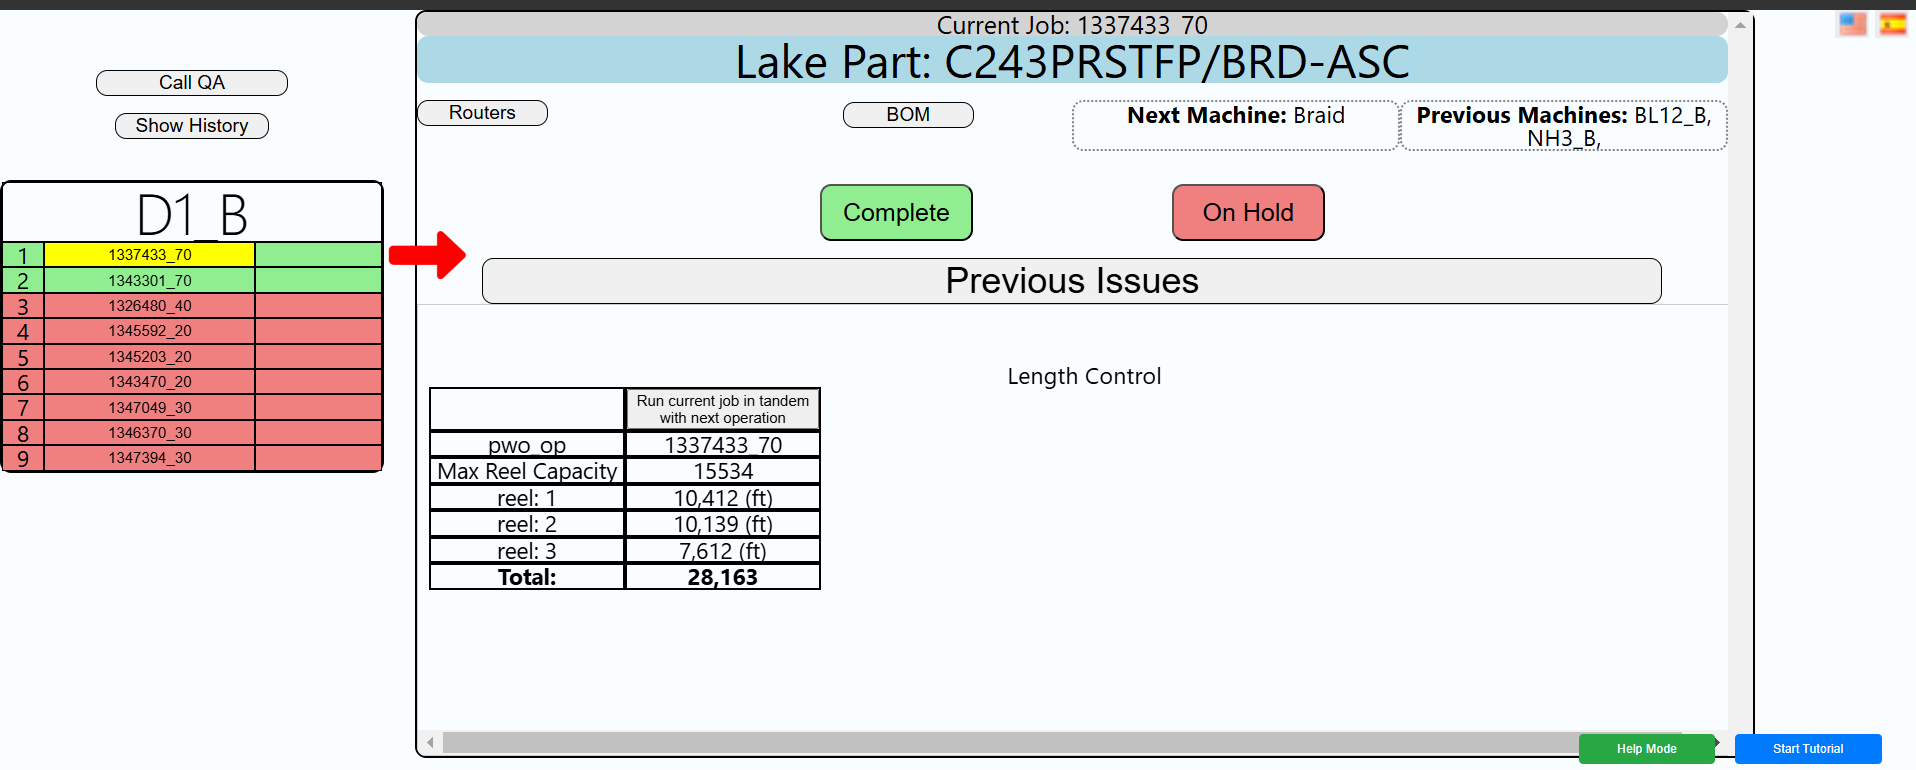 Current Job: 1337433_70
Lake Part: C243PRSTFP/BRD-ASC
Call QA
Show History
Routers
BOM
Next Machine: Braid
Previous Machines: BL12_B,
NH3_B,
D1_B
1 1337433_70
2 1343301_70
3 1326480_40
4 1345592_20
5 1345203_20
6 1343470_20
7 1347049_30
8 1346370_30
9 1347394_30
Complete
On Hold
Previous Issues
Length Control
Run current job in tandem
with next operation
pwo_op 1337433_70
Max Reel Capacity 15534
reel: 1 10,412 (ft)
reel: 2 10,139 (ft)
reel: 3 7,612 (ft)
Total: 28,163
Help Mode
Start Tutorial